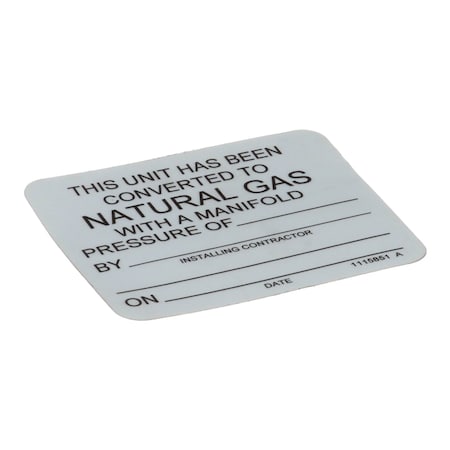 THIS UNIT HAS BEEN
CONVERTED TO
NATURAL GAS
WITH A MANIFOLD
PRESSURE OF
BY
INSTALLING CONTRACTOR
ON
DATE
1115851 A